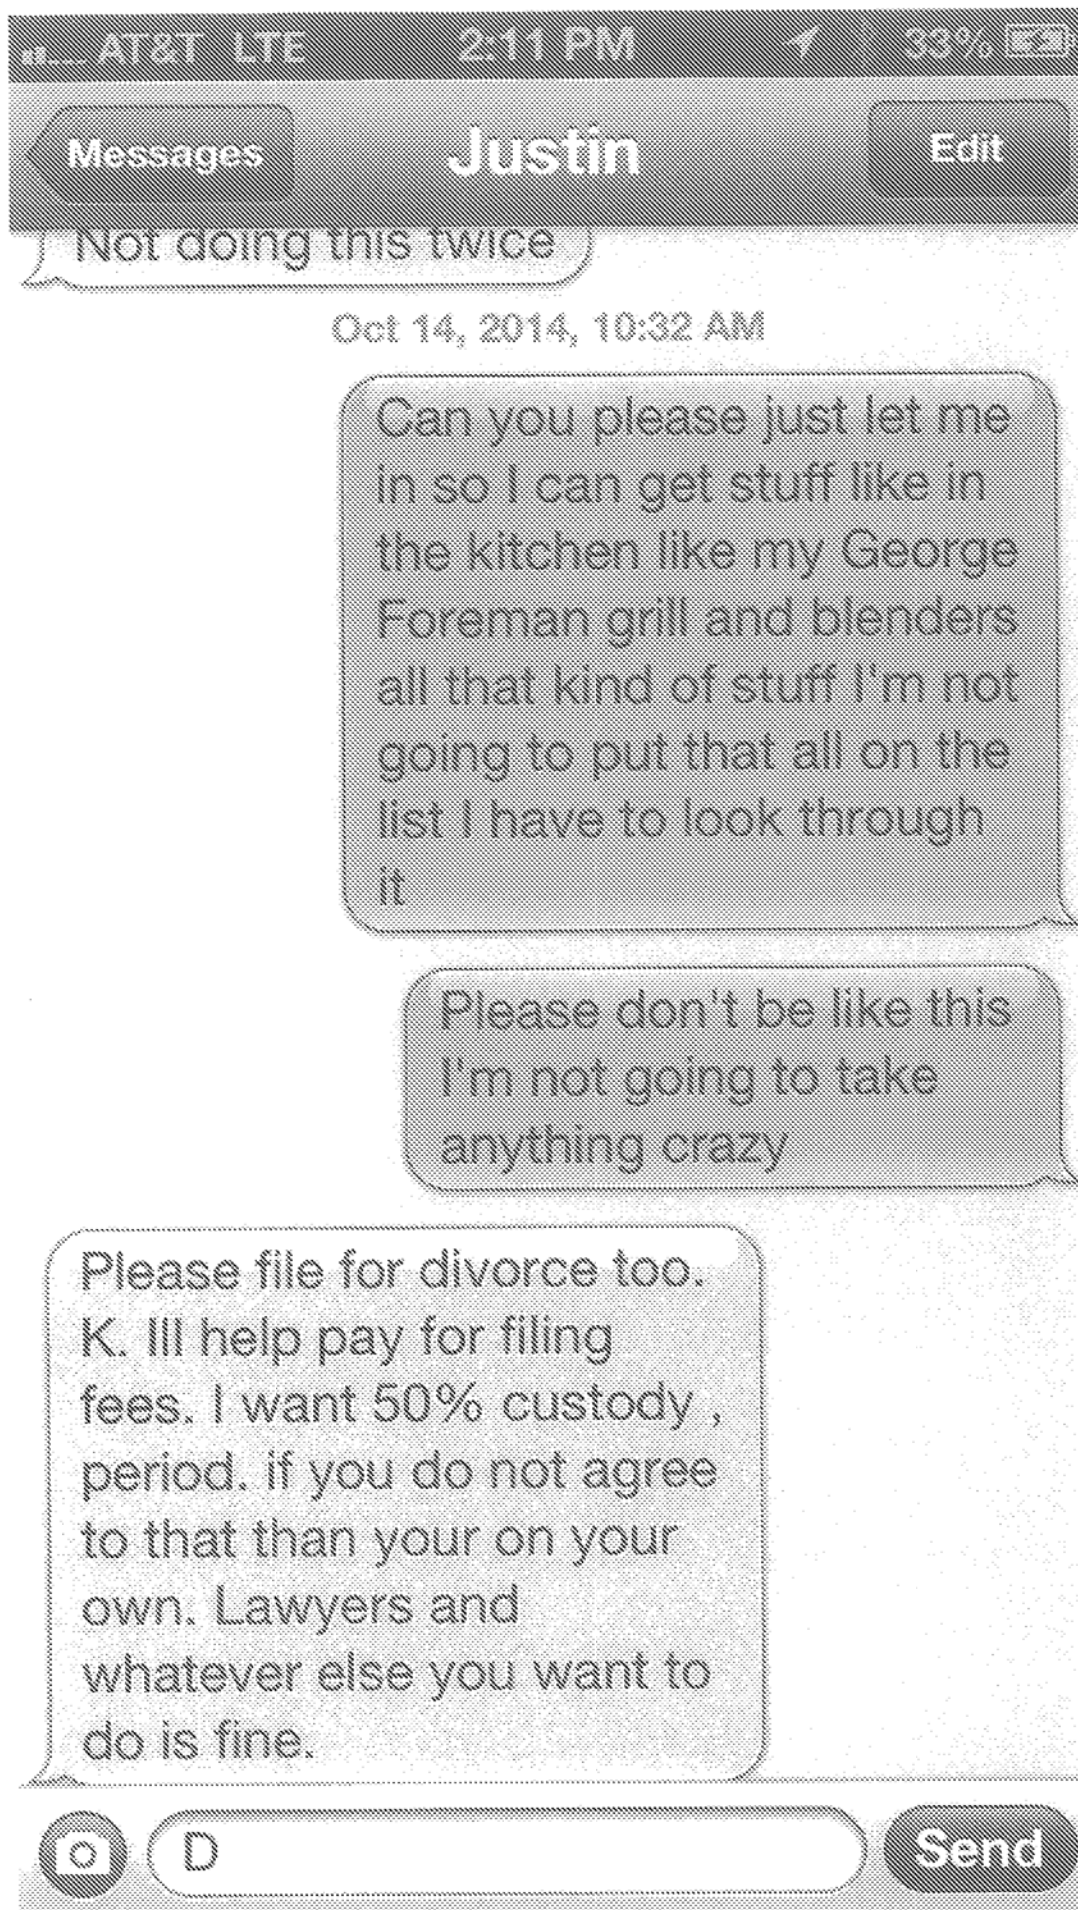 AT&T LTE 2:11 PM 33%
Messages Justin Edit
Not doing this twice
Oct 14, 2014, 10:32 AM
Can you please just let me
in so I can get stuff like in
the kitchen like my George
Foreman grill and blenders
all that kind of stuff I'm not
going to put that all on the
list I have to look through
it
Please don't be like this
I'm not going to take
anything crazy
Please file for divorce too.
K. Ill help pay for filing
fees. I want 50% custody ,
period. if you do not agree
to that than your on your
own. Lawyers and
whatever else you want to
do is fine.
D Send